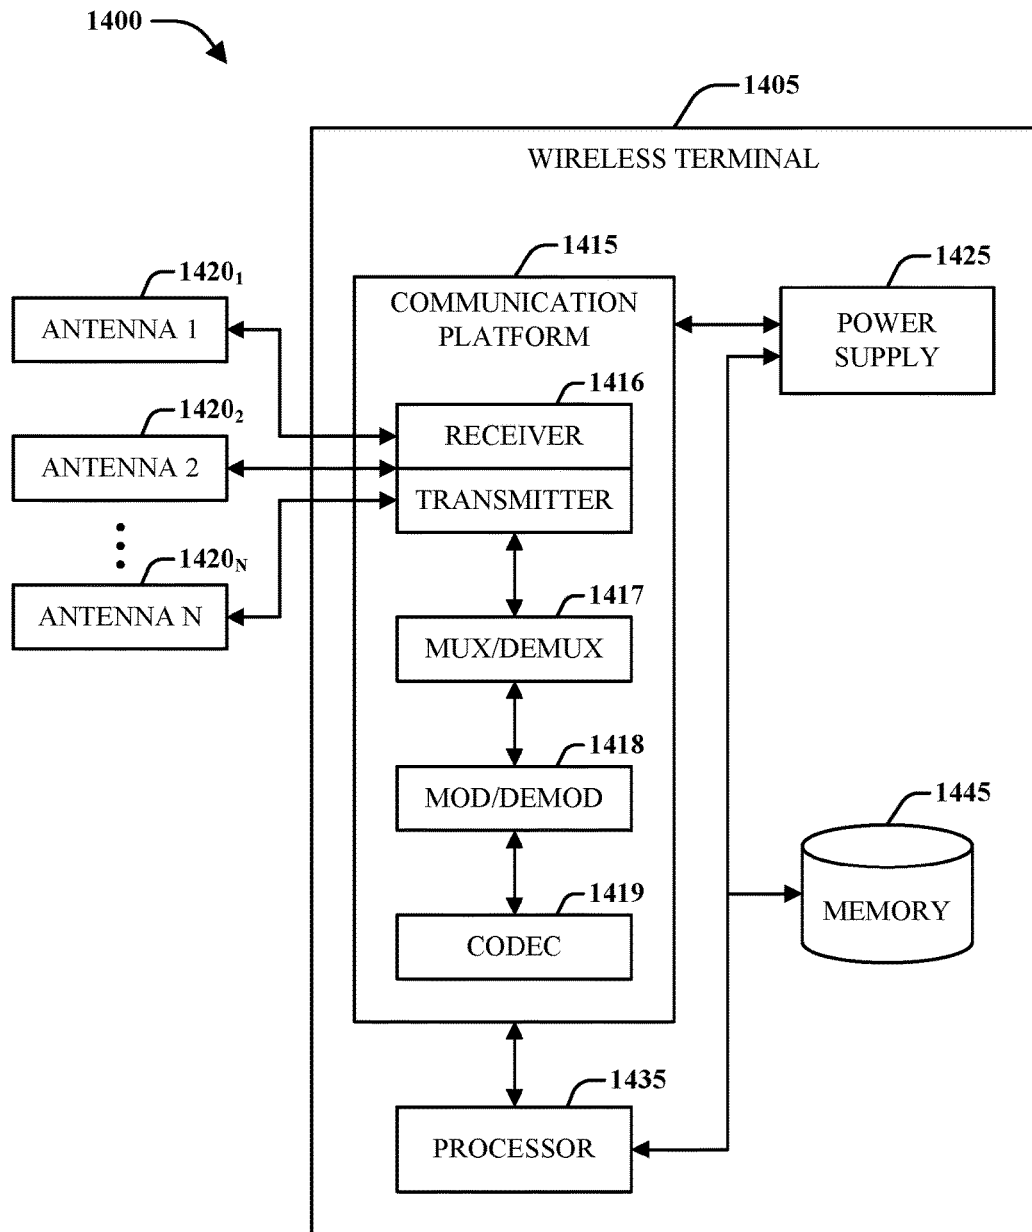 1400
1405
WIRELESS TERMINAL
1415
COMMUNICATION
PLATFORM
1425
POWER
SUPPLY
1420₁
ANTENNA 1
1416
RECEIVER
1420₂
ANTENNA 2
TRANSMITTER
1420N
ANTENNA N
1417
MUX/DEMUX
1418
MOD/DEMOD
1445
MEMORY
1419
CODEC
1435
PROCESSOR